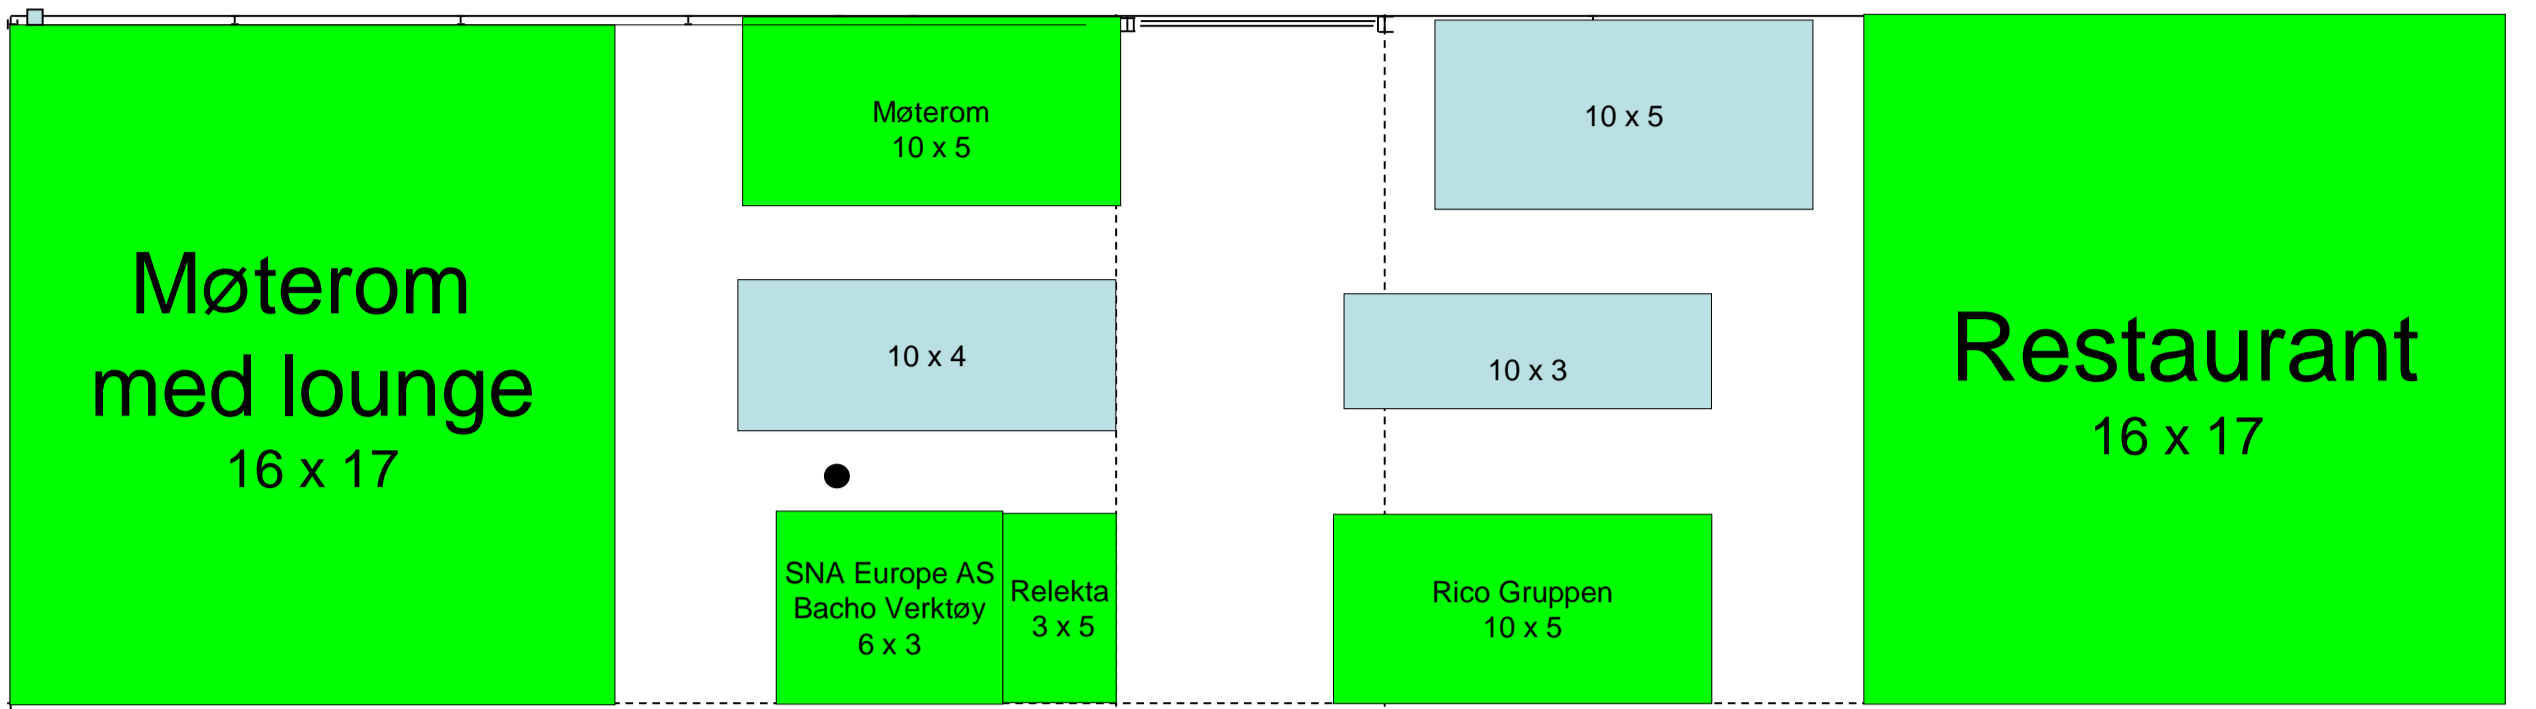 Møterom
med lounge
16 x 17
Møterom
10 x 5
10 x 4
SNA Europe AS
Bacho Verktøy
6 x 3
Relekta
3 x 5
10 x 5
10 x 3
Rico Gruppen
10 x 5
Restaurant
16 x 17